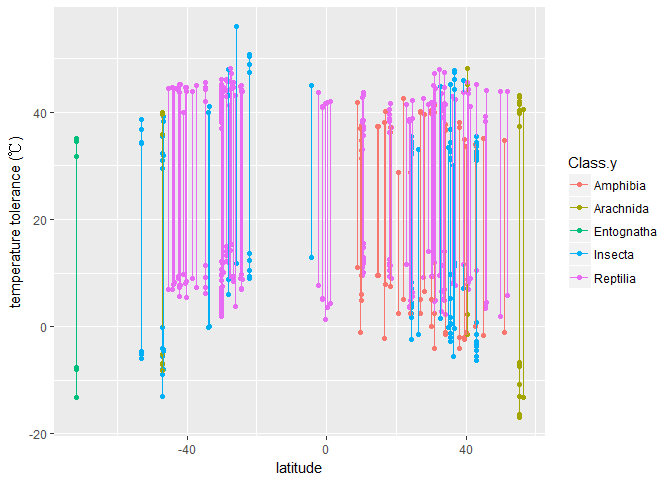 40
20
0
-20
-40
0
40
temperature tolerance (℃)
latitude
Class.y
Amphibia
Arachnida
Entognatha
Insecta
Reptilia